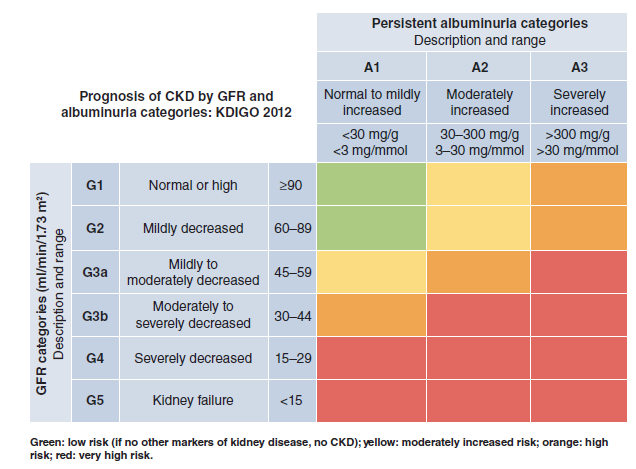 Persistent albuminuria categories
Description and range
A1 A2 A3
Prognosis of CKD by GFR and
albuminuria categories: KDIGO 2012
Normal to mildly
increased
Moderately
increased
Severely
increased
<30 mg/g
<3 mg/mmol
30–300 mg/g
3–30 mg/mmol
>300 mg/g
>30 mg/mmol
GFR categories (ml/min/1.73 m²)
Description and range
G1 Normal or high ≥90
G2 Mildly decreased 60–89
G3a Mildly to
moderately decreased 45–59
G3b Moderately to
severely decreased 30–44
G4 Severely decreased 15–29
G5 Kidney failure <15
Green: low risk (if no other markers of kidney disease, no CKD); yellow: moderately increased risk; orange: high
risk; red: very high risk.